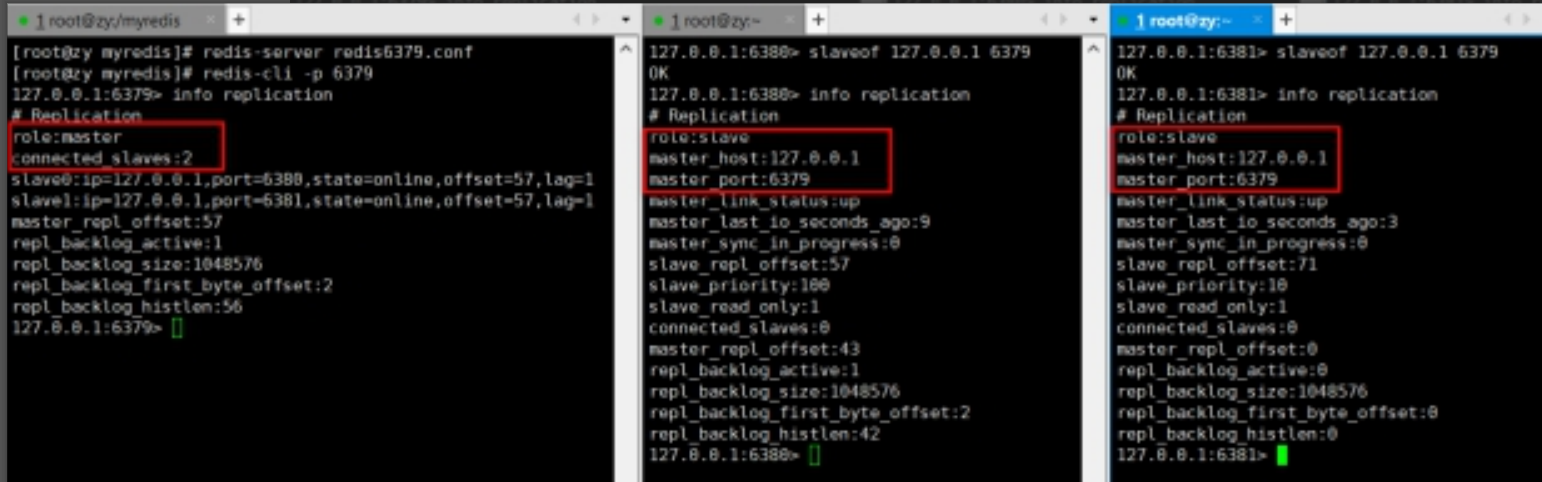 1 root@zy:/myredis
[root@zy myredis]# redis-server redis6379.conf
[root@zy myredis]# redis-cli -p 6379
127.0.0.1:6379> info replication
# Replication
role:master
connected_slaves:2
slave0:ip=127.0.0.1,port=6380,state=online,offset=57,lag=1
slave1:ip=127.0.0.1,port=6381,state=online,offset=57,lag=1
master_repl_offset:57
repl_backlog_active:1
repl_backlog_size:1048576
repl_backlog_first_byte_offset:2
repl_backlog_histlen:56
127.0.0.1:6379>
1 root@zy:~
127.0.0.1:6380> slaveof 127.0.0.1 6379
OK
127.0.0.1:6380> info replication
# Replication
role:slave
master_host:127.0.0.1
master_port:6379
master_link_status:up
master_last_io_seconds_ago:9
master_sync_in_progress:0
slave_repl_offset:57
slave_priority:100
slave_read_only:1
connected_slaves:0
master_repl_offset:43
repl_backlog_active:1
repl_backlog_size:1048576
repl_backlog_first_byte_offset:2
repl_backlog_histlen:42
127.0.0.1:6380>
1 root@zy:~
127.0.0.1:6381> slaveof 127.0.0.1 6379
OK
127.0.0.1:6381> info replication
# Replication
role:slave
master_host:127.0.0.1
master_port:6379
master_link_status:up
master_last_io_seconds_ago:3
master_sync_in_progress:0
slave_repl_offset:71
slave_priority:10
slave_read_only:1
connected_slaves:0
master_repl_offset:0
repl_backlog_active:0
repl_backlog_size:1048576
repl_backlog_first_byte_offset:0
repl_backlog_histlen:0
127.0.0.1:6381>